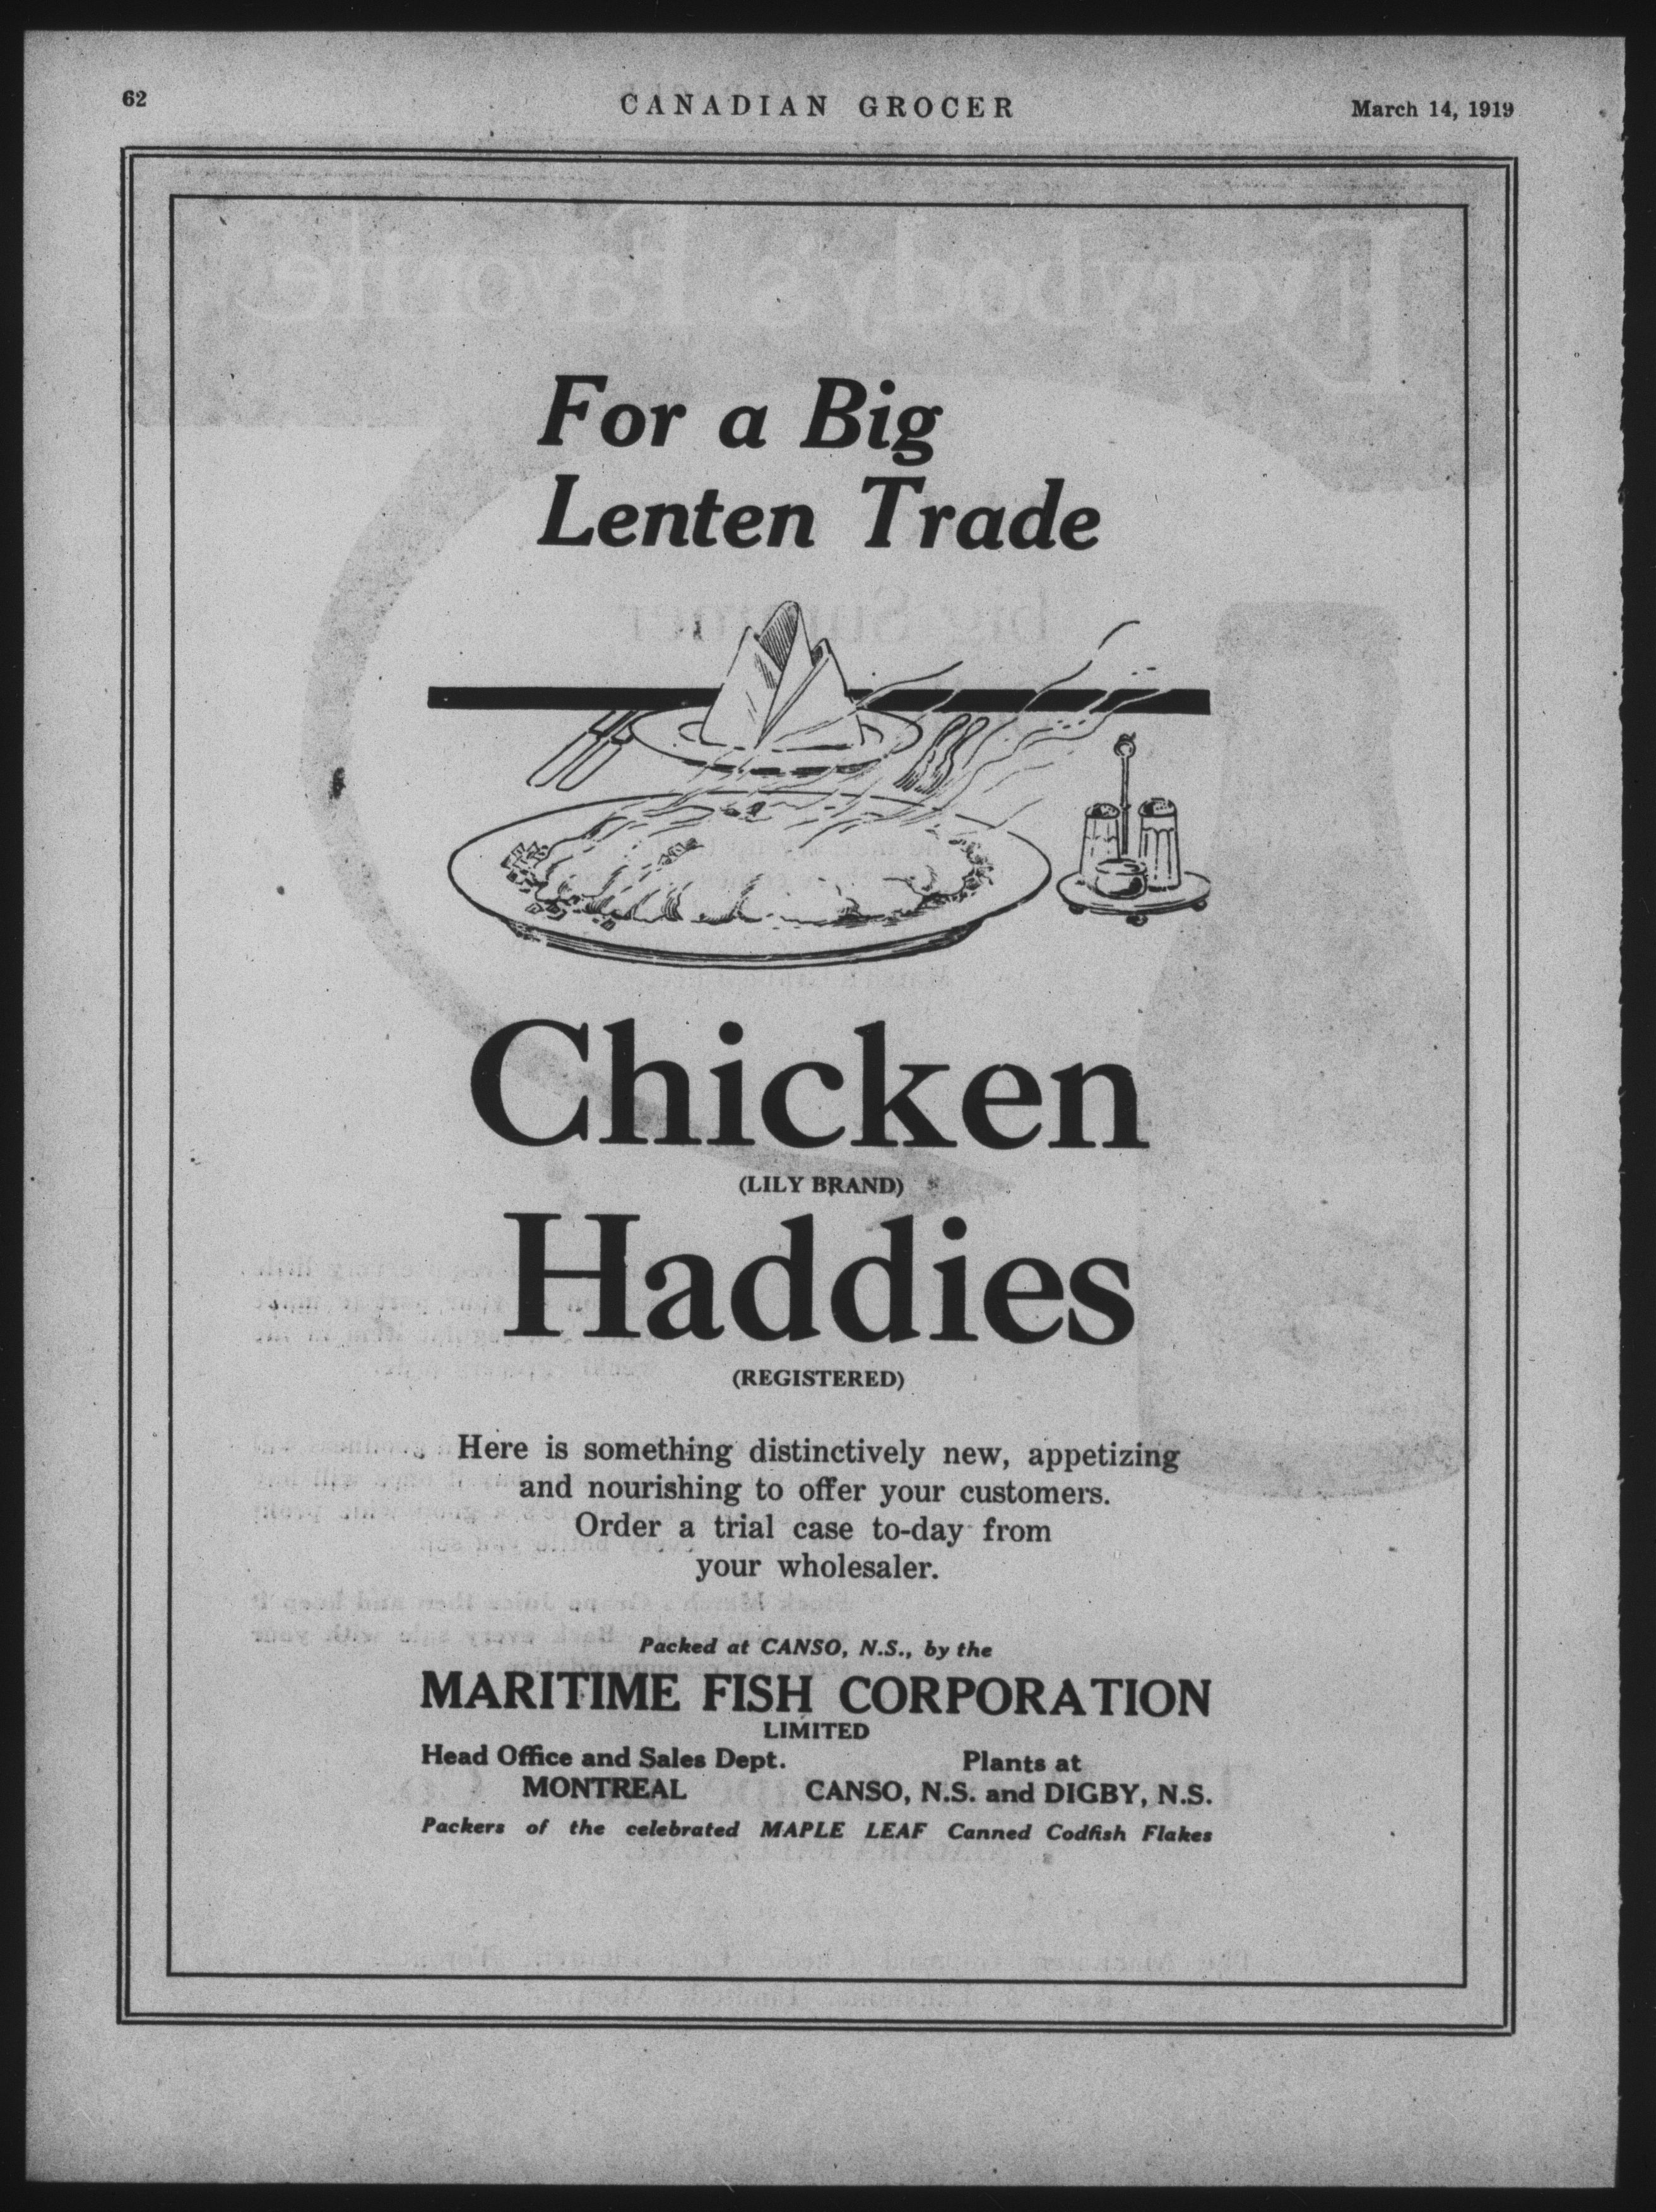 62
CANADIAN GROCER
March 14, 1919
For a Big
Lenten Trade
Chicken
(LILY BRAND)
Haddies
(REGISTERED)
Here is something distinctively new, appetizing
and nourishing to offer your customers.
Order a trial case to-day from
your wholesaler.
Packed at CANSO, N.S., by the
MARITIME FISH CORPORATION
LIMITED
Head Office and Sales Dept.
MONTREAL
Plants at
CANSO, N.S. and DIGBY, N.S.
Packers of the celebrated MAPLE LEAF Canned Codfish Flakes